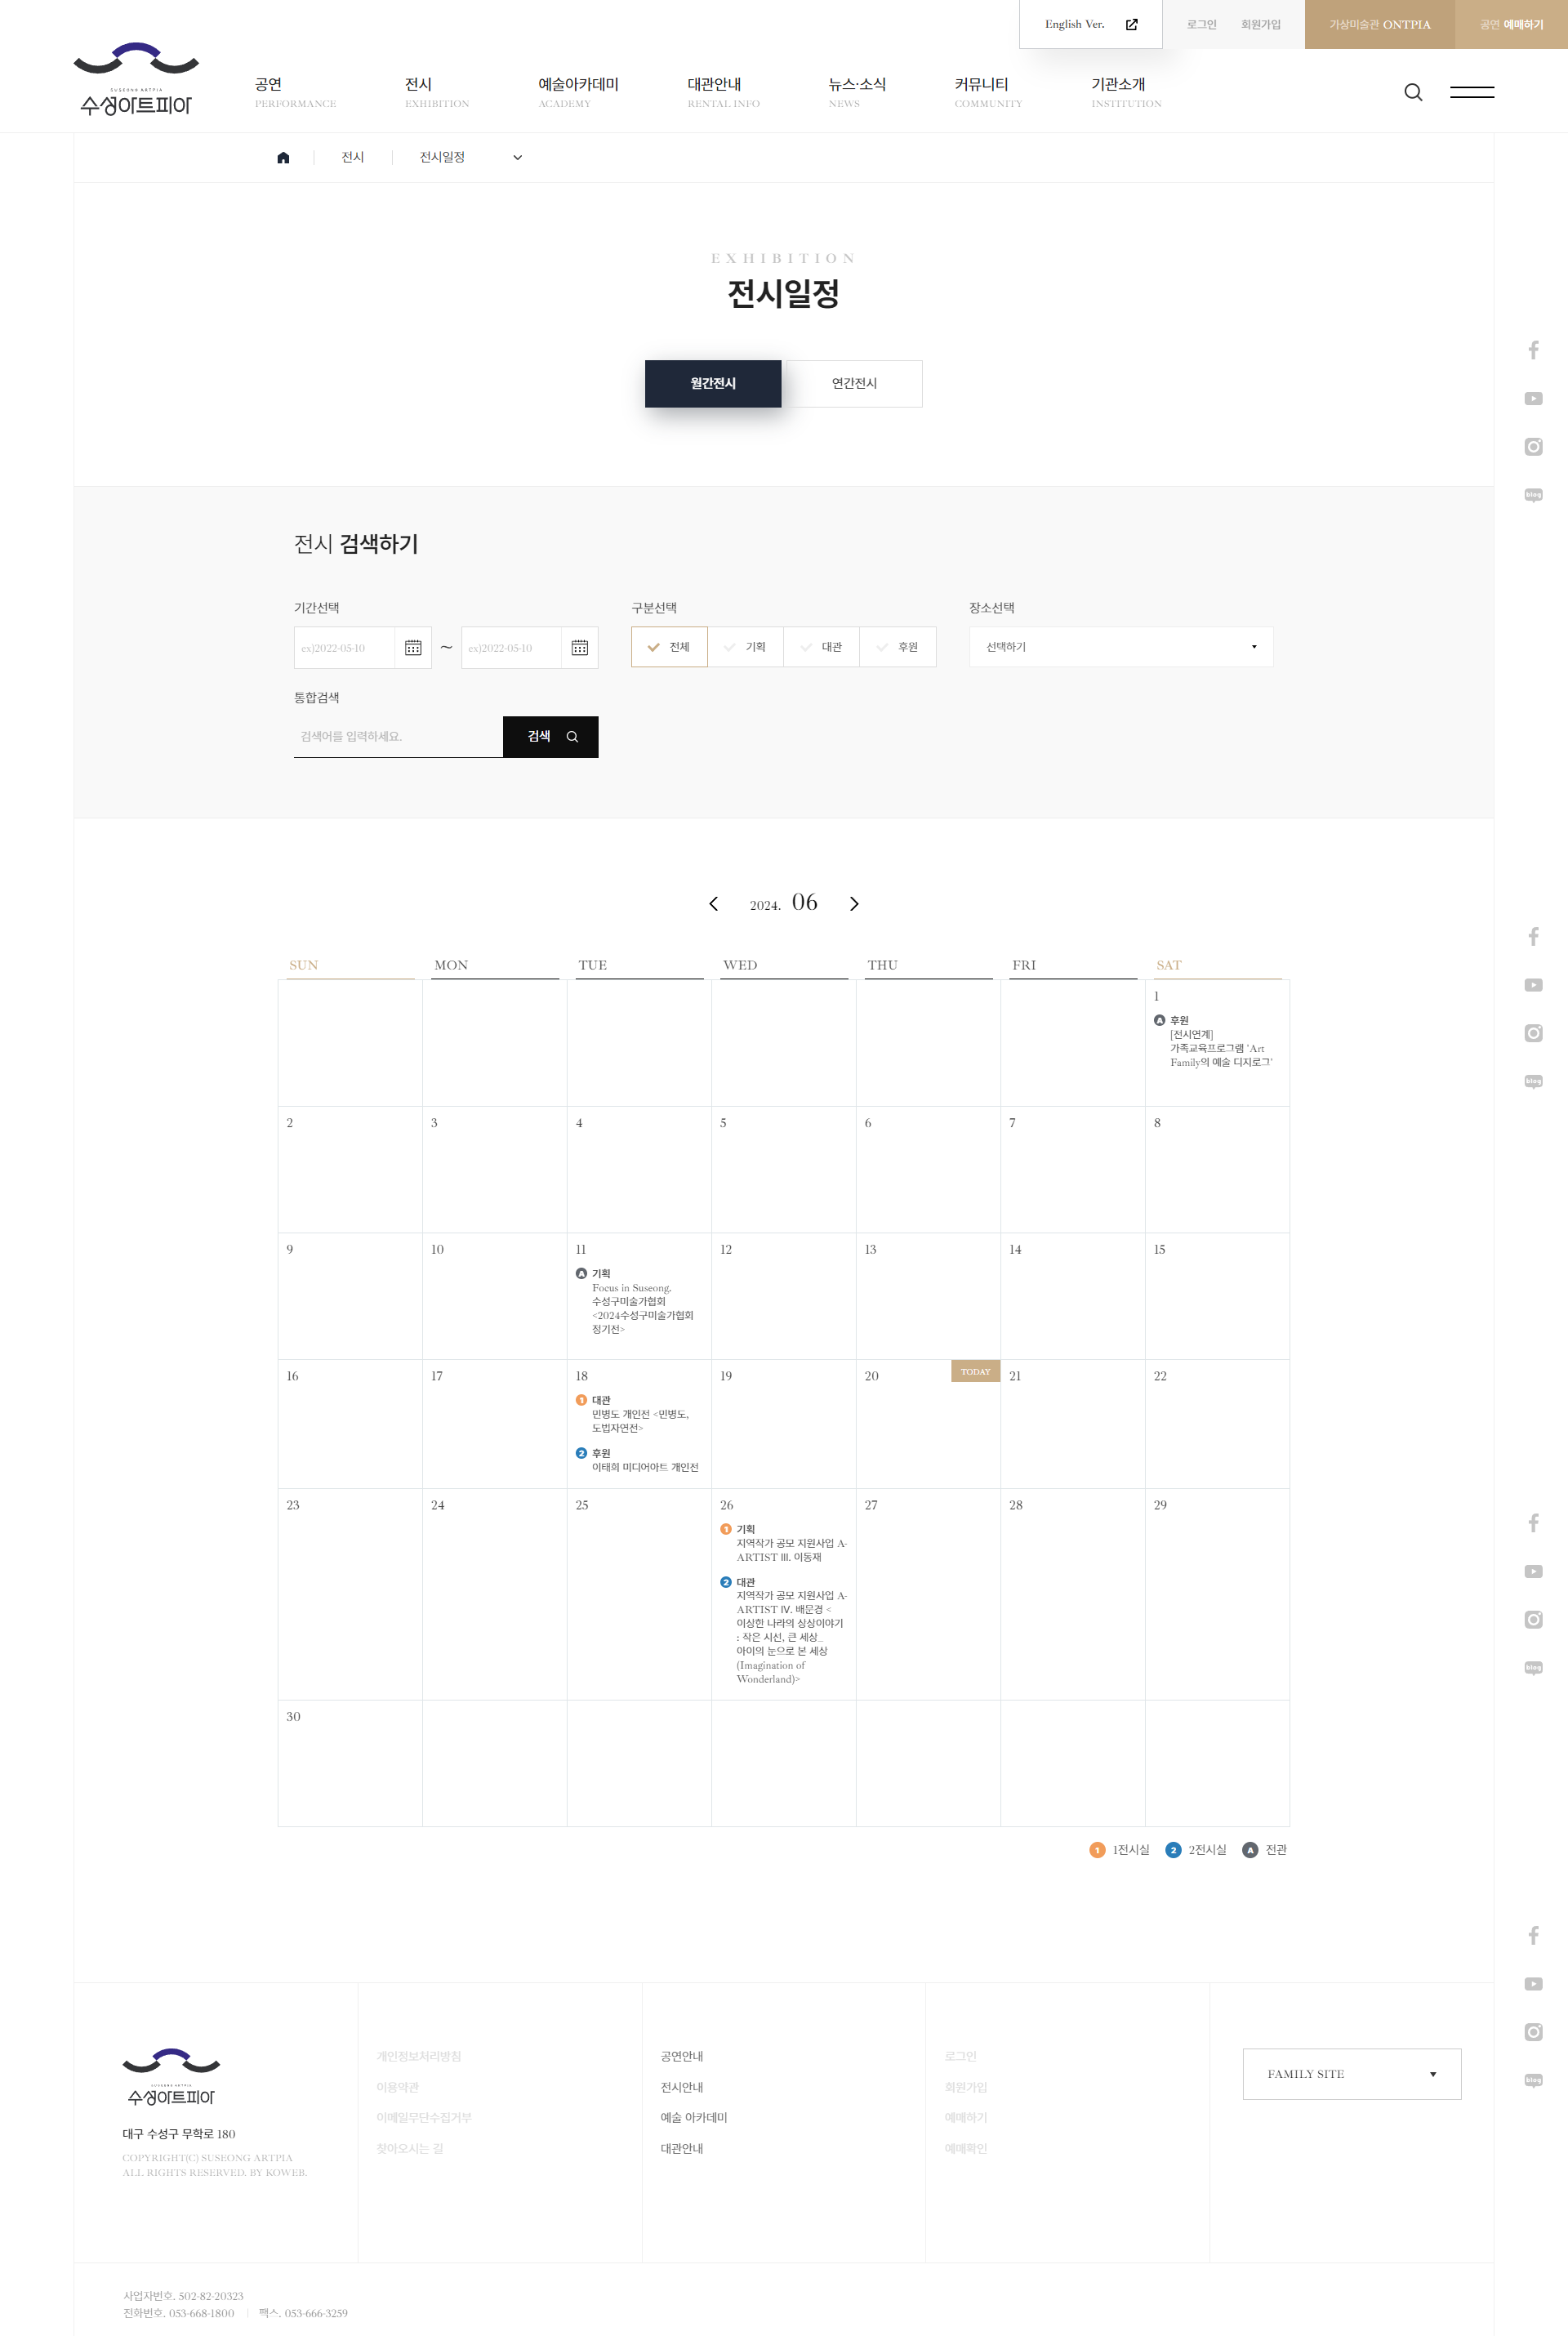 English Ver.
로그인
회원가입
가상미술관 ONTPIA
공연 예매하기
SUSEONG ARTPIA
수성아트피아
공연
PERFORMANCE
전시
EXHIBITION
예술아카데미
ACADEMY
대관안내
RENTAL INFO
뉴스·소식
NEWS
커뮤니티
COMMUNITY
기관소개
INSTITUTION
전시
전시일정
EXHIBITION
전시일정
월간전시
연간전시
전시 검색하기
기간선택
ex)2022-05-10
~
ex)2022-05-10
구분선택
전체
기획
대관
후원
장소선택
선택하기
통합검색
검색어를 입력하세요.
검색
2024. 06
SUN
MON
TUE
WED
THU
FRI
SAT
1
A 후원
[전시연계]
가족교육프로그램 'Art
Family의 예술 디지로그'
2
3
4
5
6
7
8
9
10
11
A 기획
Focus in Suseong.
수성구미술가협회
<2024수성구미술가협회
정기전>
12
13
14
15
16
17
18
1 대관
민병도 개인전 <민병도,
도법자연전>
2 후원
이태희 미디어아트 개인전
19
20
TODAY
21
22
23
24
25
26
1 기획
지역작가 공모 지원사업 A-
ARTIST Ⅲ. 이동재
2 대관
지역작가 공모 지원사업 A-
ARTIST Ⅳ. 배문경 <
이상한 나라의 상상이야기
: 작은 시선, 큰 세상_
아이의 눈으로 본 세상
(Imagination of
Wonderland)>
27
28
29
30
1 1전시실
2 2전시실
A 전관
blog
blog
blog
blog
SUSEONG ARTPIA
수성아트피아
대구 수성구 무학로 180
COPYRIGHT(C) SUSEONG ARTPIA
ALL RIGHTS RESERVED. BY KOWEB.
개인정보처리방침
이용약관
이메일무단수집거부
찾아오시는 길
공연안내
전시안내
예술 아카데미
대관안내
로그인
회원가입
예매하기
예매확인
FAMILY SITE
사업자번호. 502-82-20323
전화번호. 053-668-1800
팩스. 053-666-3259